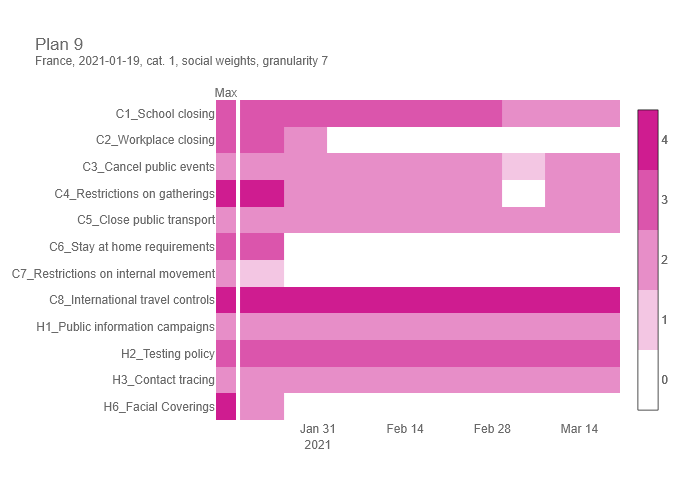 Plan 9
France, 2021-01-19, cat. 1, social weights, granularity 7
Max
C1_School closing
C2_Workplace closing
C3_Cancel public events
C4_Restrictions on gatherings
C5_Close public transport
C6_Stay at home requirements
C7_Restrictions on internal movement
C8_International travel controls
H1_Public information campaigns
H2_Testing policy
H3_Contact tracing
H6_Facial Coverings
4
3
2
1
0
Jan 31 Feb 14 Feb 28 Mar 14
2021